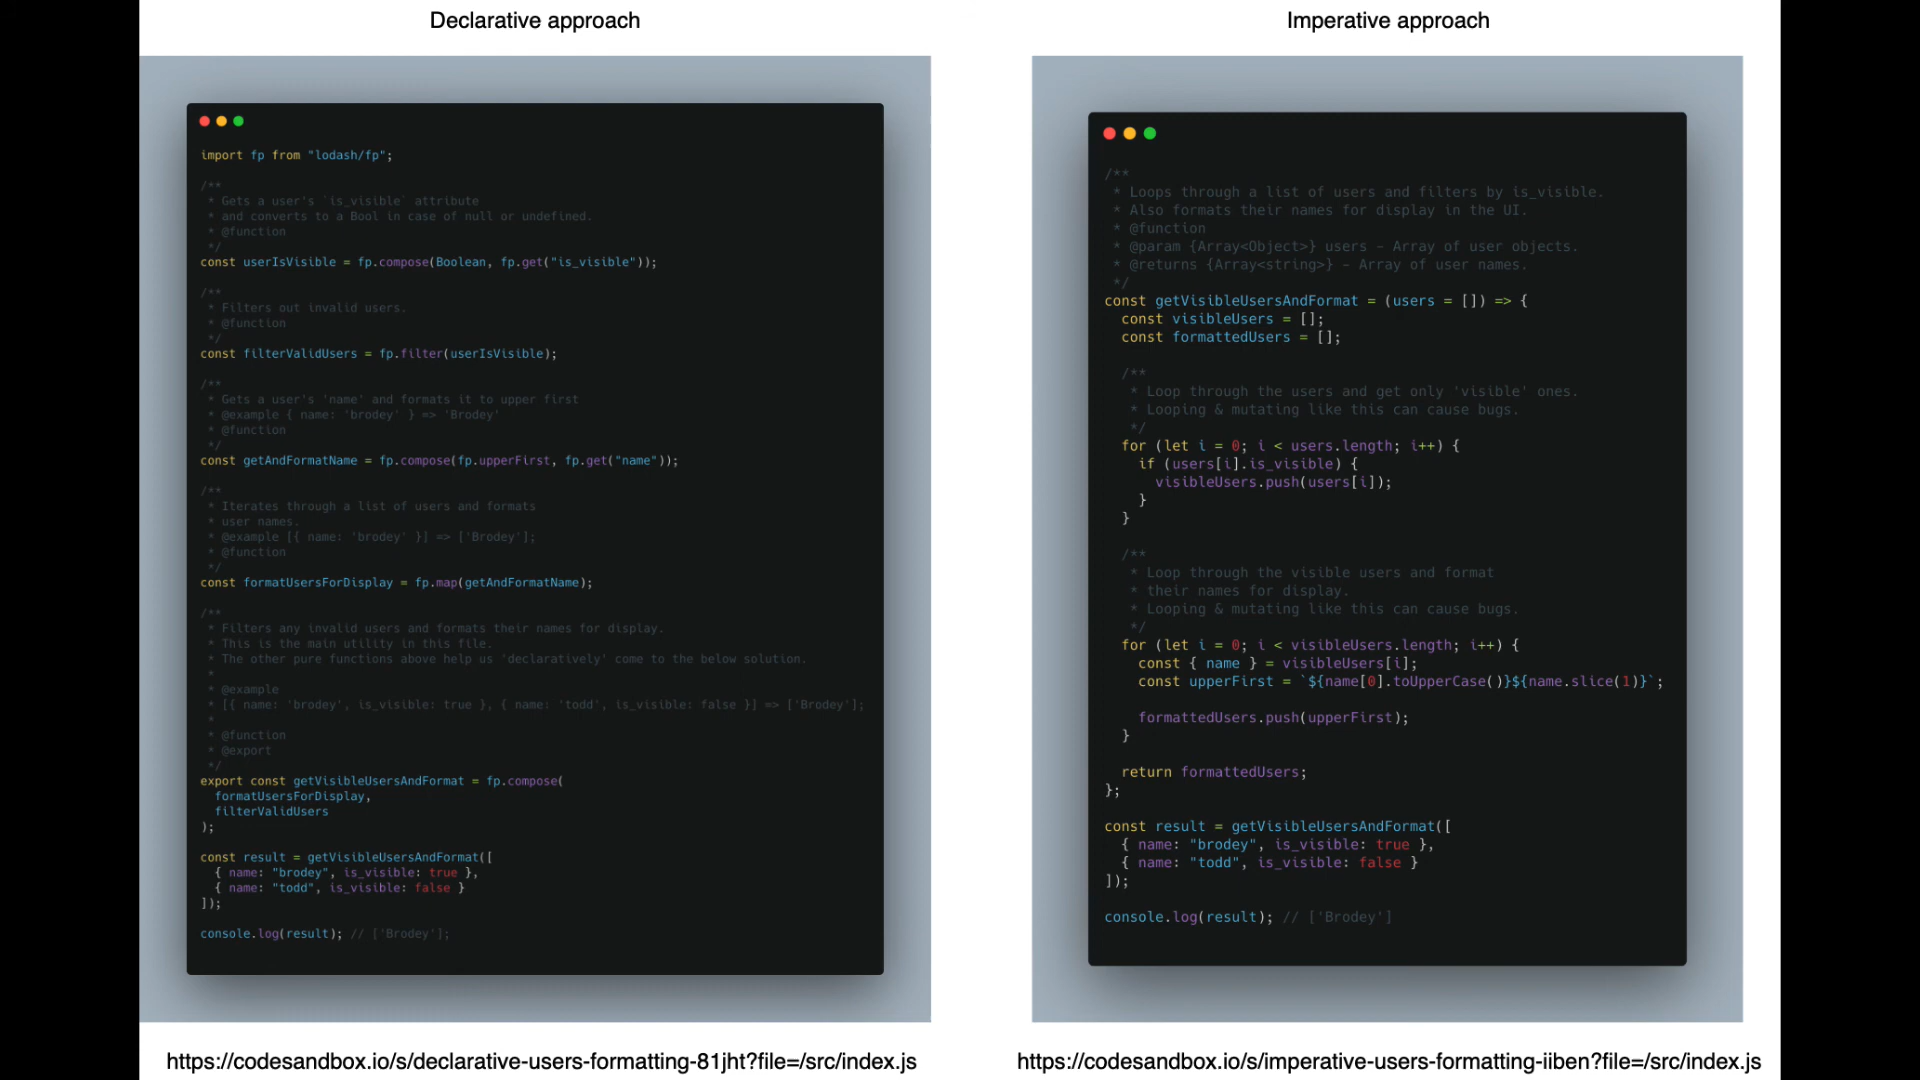 Declarative approach
import fp from "lodash/fp";
/**
 * Gets a user's `is_visible` attribute
 * and converts to a Bool in case of null or undefined.
 * @function
 */
const userIsVisible = fp.compose(Boolean, fp.get("is_visible"));
/**
 * Filters out invalid users.
 * @function
 */
const filterValidUsers = fp.filter(userIsVisible);
/**
 * Gets a user's 'name' and formats it to upper first
 * @example { name: 'brodey' } => 'Brodey'
 * @function
 */
const getAndFormatName = fp.compose(fp.upperFirst, fp.get("name"));
/**
 * Iterates through a list of users and formats
 * user names.
 * @example [{ name: 'brodey' }] => ['Brodey'];
 * @function
 */
const formatUsersForDisplay = fp.map(getAndFormatName);
/**
 * Filters any invalid users and formats their names for display.
 * This is the main utility in this file.
 * The other pure functions above help us 'declaratively' come to the below solution.
 *
 * @example
 * [{ name: 'brodey', is_visible: true }, { name: 'todd', is_visible: false }] => ['Brodey'];
 *
 * @function
 * @export
 */
export const getVisibleUsersAndFormat = fp.compose(
  formatUsersForDisplay,
  filterValidUsers
);
const result = getVisibleUsersAndFormat([
  { name: "brodey", is_visible: true },
  { name: "todd", is_visible: false }
]);
console.log(result); // ['Brodey'];
https://codesandbox.io/s/declarative-users-formatting-81jht?file=/src/index.js
Imperative approach
/**
 * Loops through a list of users and filters by is_visible.
 * Also formats their names for display in the UI.
 * @function
 * @param {Array<Object>} users - Array of user objects.
 * @returns {Array<string>} - Array of user names.
 */
const getVisibleUsersAndFormat = (users = []) => {
  const visibleUsers = [];
  const formattedUsers = [];
  /**
   * Loop through the users and get only 'visible' ones.
   * Looping & mutating like this can cause bugs.
   */
  for (let i = 0; i < users.length; i++) {
    if (users[i].is_visible) {
      visibleUsers.push(users[i]);
    }
  }
  /**
   * Loop through the visible users and format
   * their names for display.
   * Looping & mutating like this can cause bugs.
   */
  for (let i = 0; i < visibleUsers.length; i++) {
    const { name } = visibleUsers[i];
    const upperFirst = `${name[0].toUpperCase()}${name.slice(1)}`;
    formattedUsers.push(upperFirst);
  }
  return formattedUsers;
};
const result = getVisibleUsersAndFormat([
  { name: "brodey", is_visible: true },
  { name: "todd", is_visible: false }
]);
console.log(result); // ['Brodey']
https://codesandbox.io/s/imperative-users-formatting-iiben?file=/src/index.js